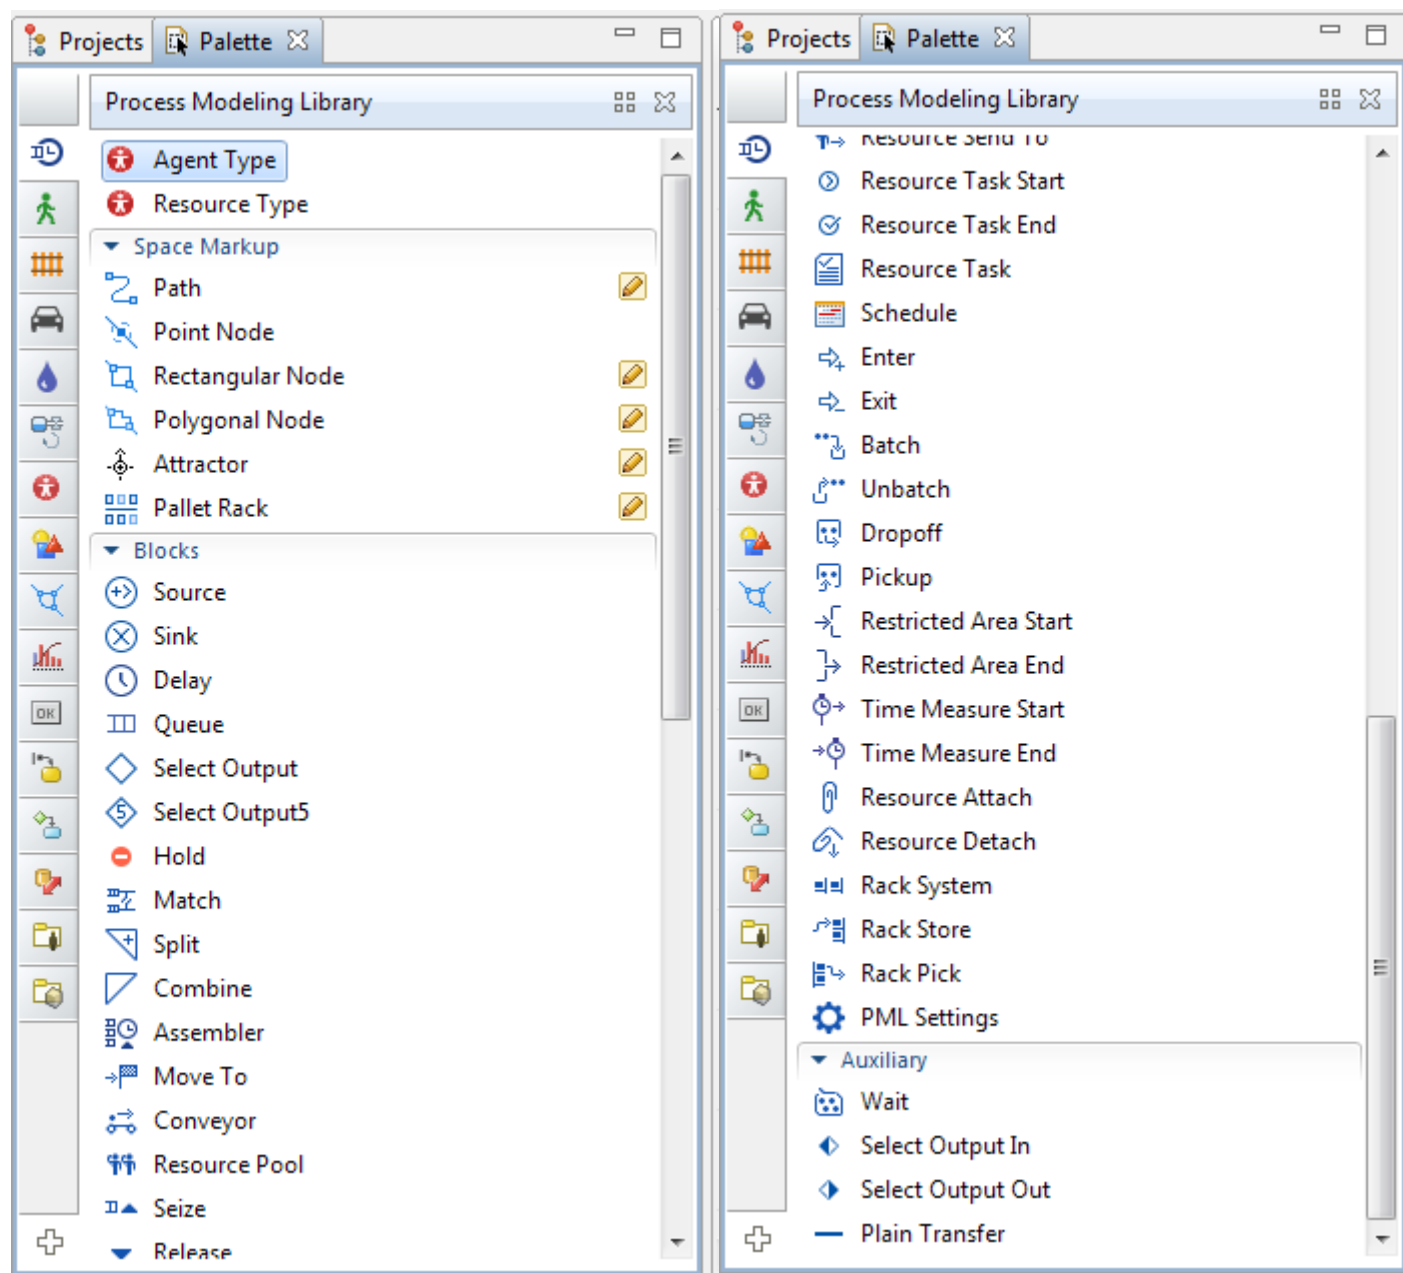 Projects Palette
Process Modeling Library
Agent Type
Resource Type
Space Markup
Path
Point Node
Rectangular Node
Polygonal Node
Attractor
Pallet Rack
Blocks
Source
Sink
Delay
Queue
Select Output
Select Output5
Hold
Match
Split
Combine
Assembler
Move To
Conveyor
Resource Pool
Seize
Release
OK
Projects Palette
Process Modeling Library
Resource Send To
Resource Task Start
Resource Task End
Resource Task
Schedule
Enter
Exit
Batch
Unbatch
Dropoff
Pickup
Restricted Area Start
Restricted Area End
Time Measure Start
Time Measure End
Resource Attach
Resource Detach
Rack System
Rack Store
Rack Pick
PML Settings
Auxiliary
Wait
Select Output In
Select Output Out
Plain Transfer
OK